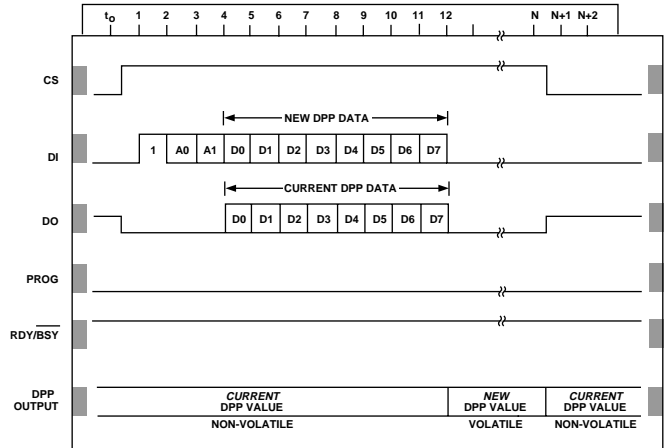 to 1 2 3 4 5 6 7 8 9 10 11 12 N N+1 N+2
CS
NEW DPP DATA
DI 1 A0 A1 D0 D1 D2 D3 D4 D5 D6 D7
CURRENT DPP DATA
DO D0 D1 D2 D3 D4 D5 D6 D7
PROG
RDY/BSY
DPP OUTPUT
CURRENT DPP VALUE
NON-VOLATILE
NEW DPP VALUE
VOLATILE
CURRENT DPP VALUE
NON-VOLATILE